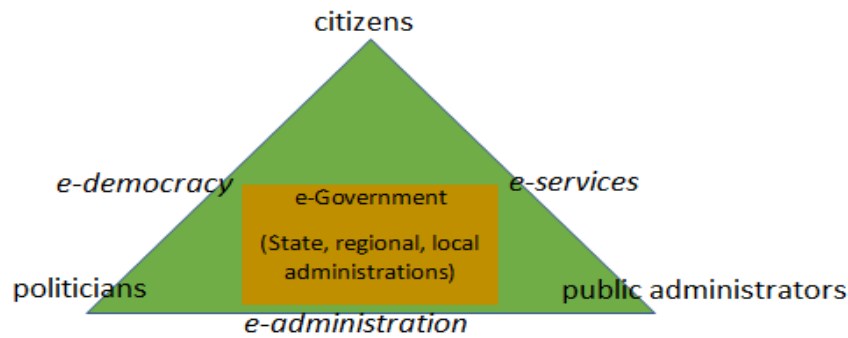 citizens
e-democracy
e-services
e-Government
(State, regional, local
administrations)
politicians
public administrators
e-administration